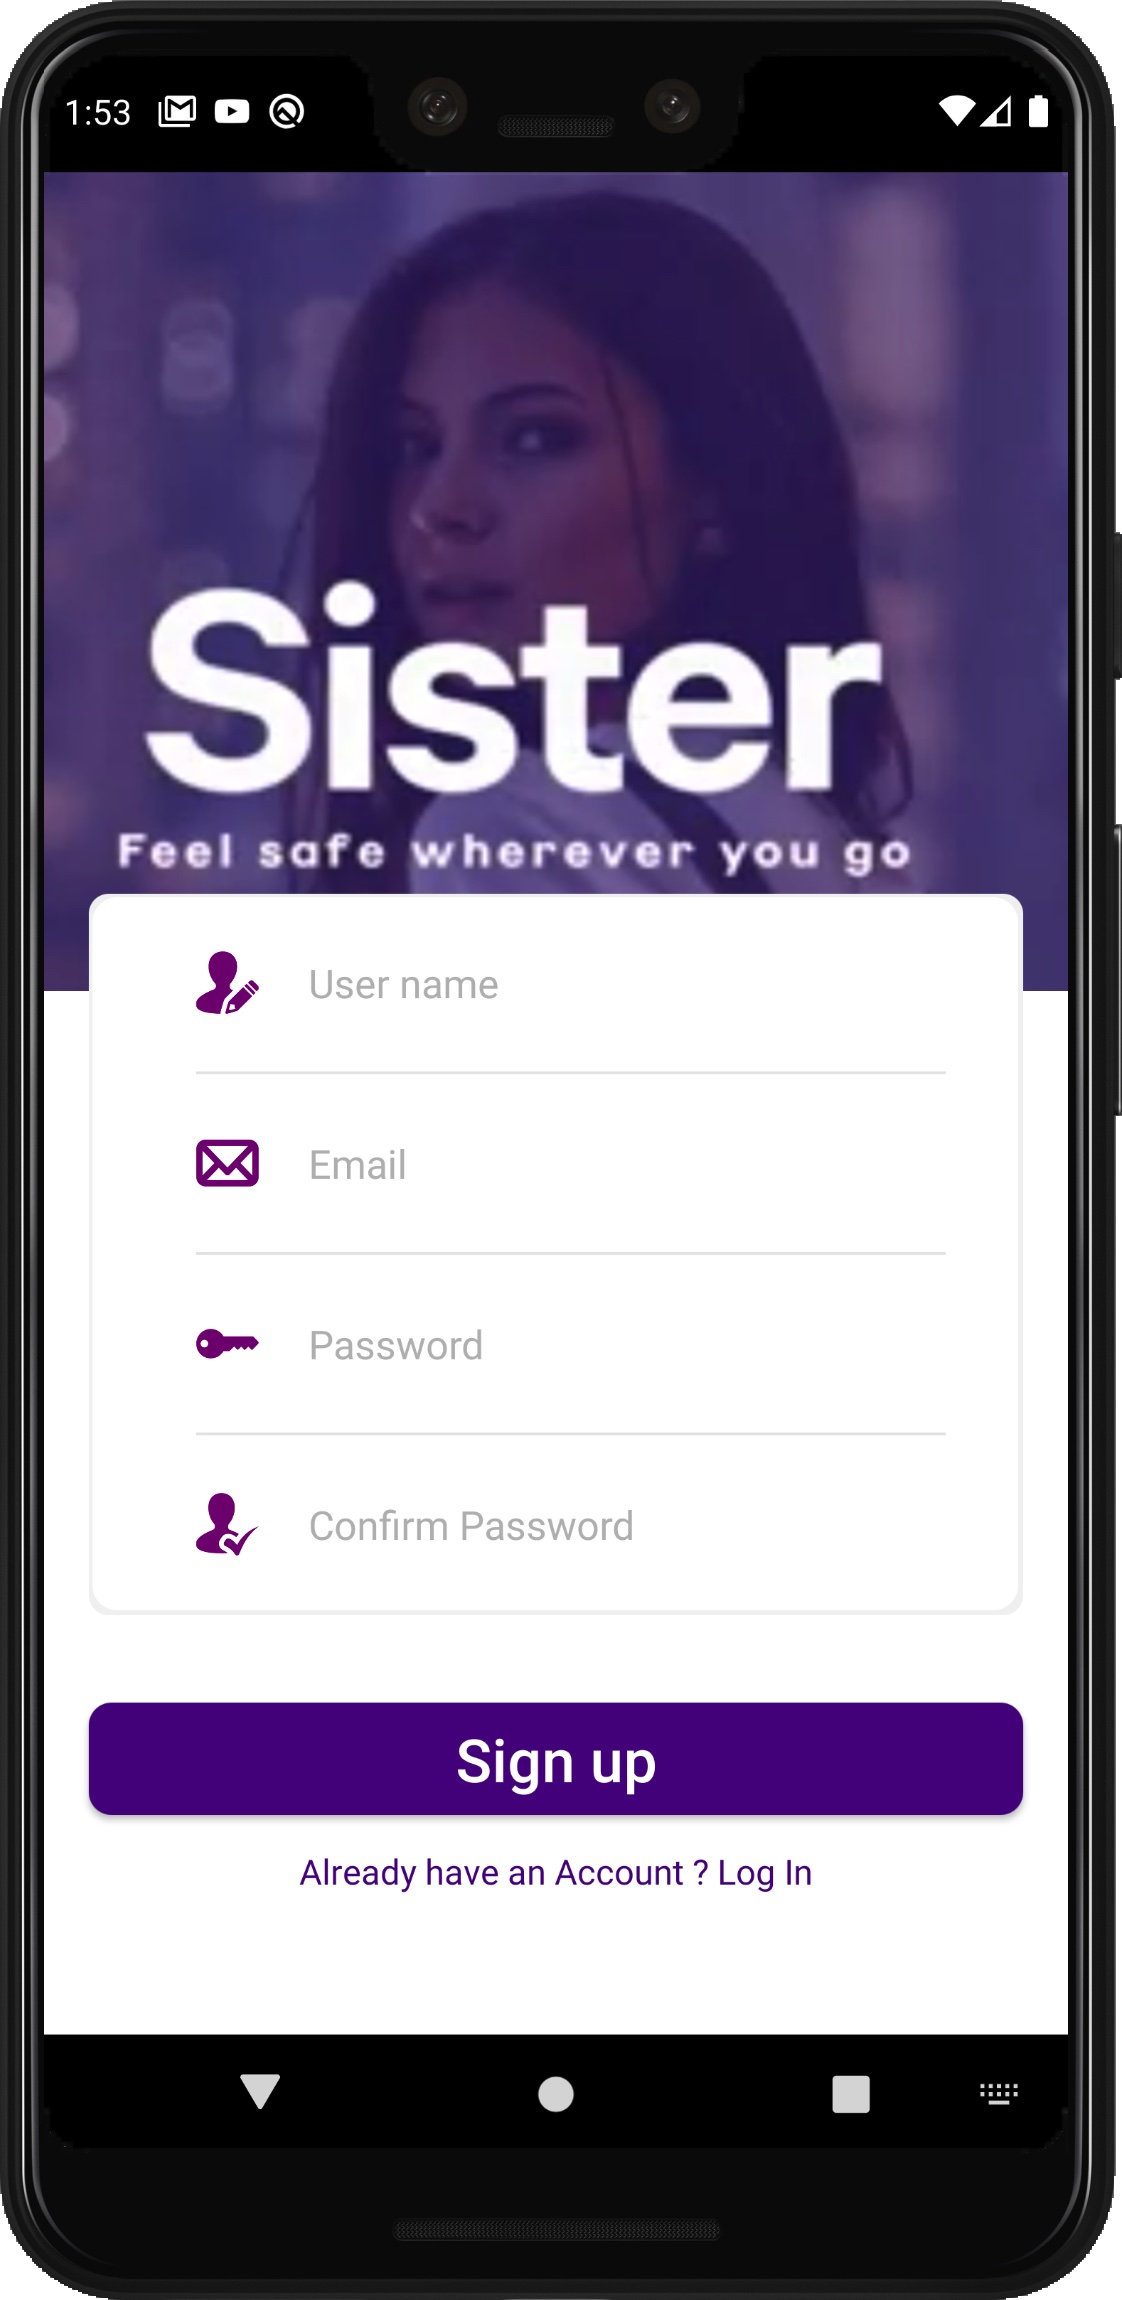 1:53
Sister
Feel safe wherever you go
User name
Email
Password
Confirm Password
Sign up
Already have an Account ? Log In